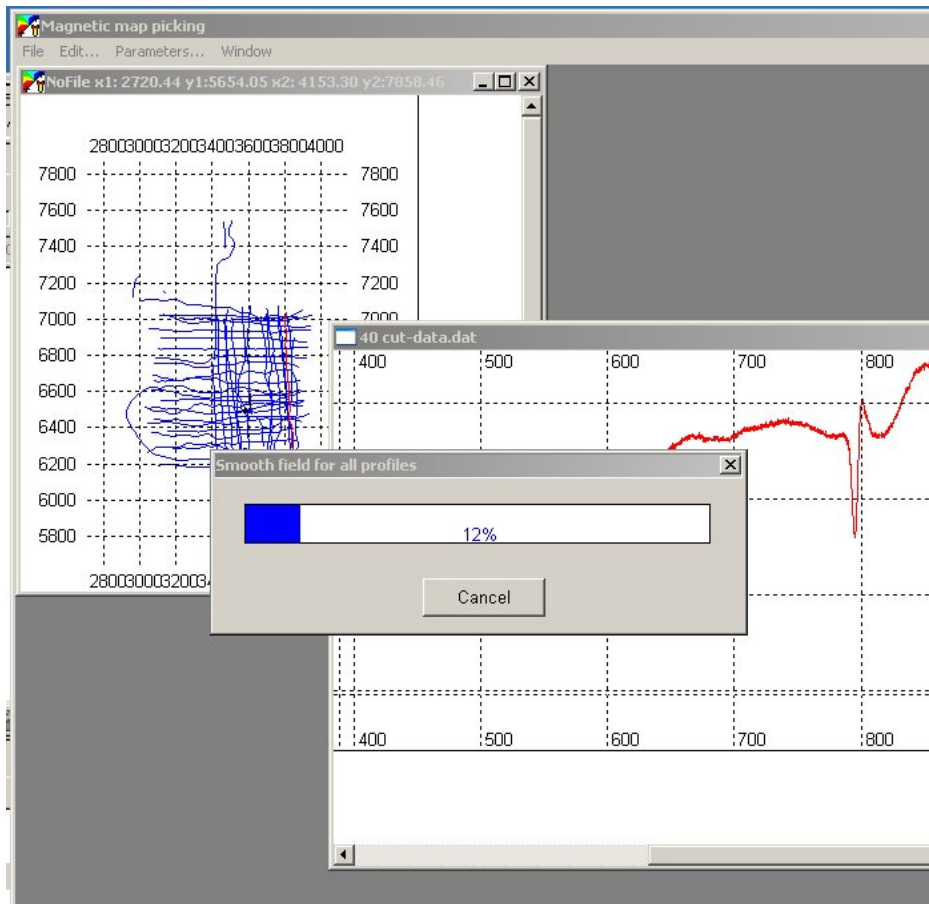 Magnetic map picking
File Edit... Parameters... Window
NoFile x1: 2720.44 y1:5654.05 x2: 4153.30 y2:7858.46
2800300032003400360038004000
7800 7800
7600 7600
7400 7400
7200 7200
7000 7000
40 cut-data.dat
6800
400 500 600 700 800
6600
6400
6200
Smooth field for all profiles
6000
5800
12%
28003000320034
Cancel
400 500 600 700 800